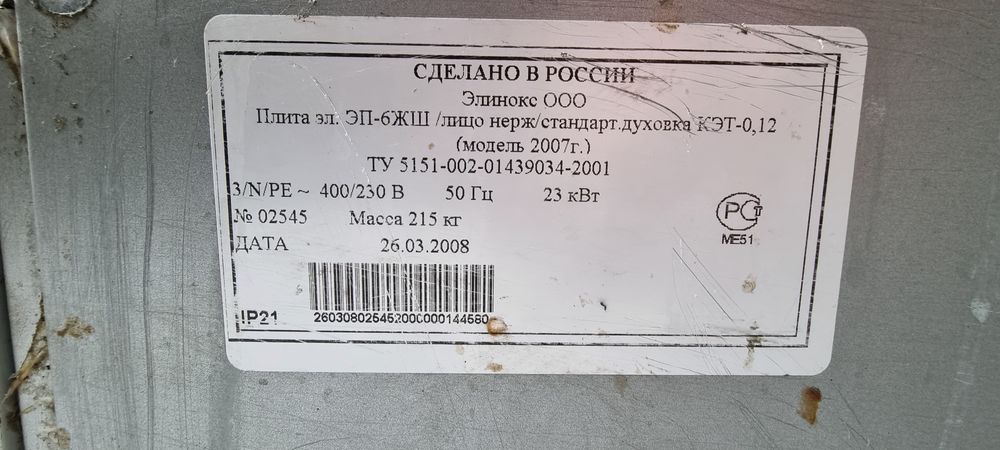 СДЕЛАНО В РОССИИ
Элинокс ООО
Плита эл. ЭП-6ЖШ /лицо нерж/стандарт.духовка КЭТ-0,12
(модель 2007г.)
ТУ 5151-002-01439034-2001
3/N/PE ~ 400/230 В 50 Гц 23 кВт
№ 02545 Масса 215 кг
РСТ
ME51
ДАТА 26.03.2008
IP21
260308025452000000144580